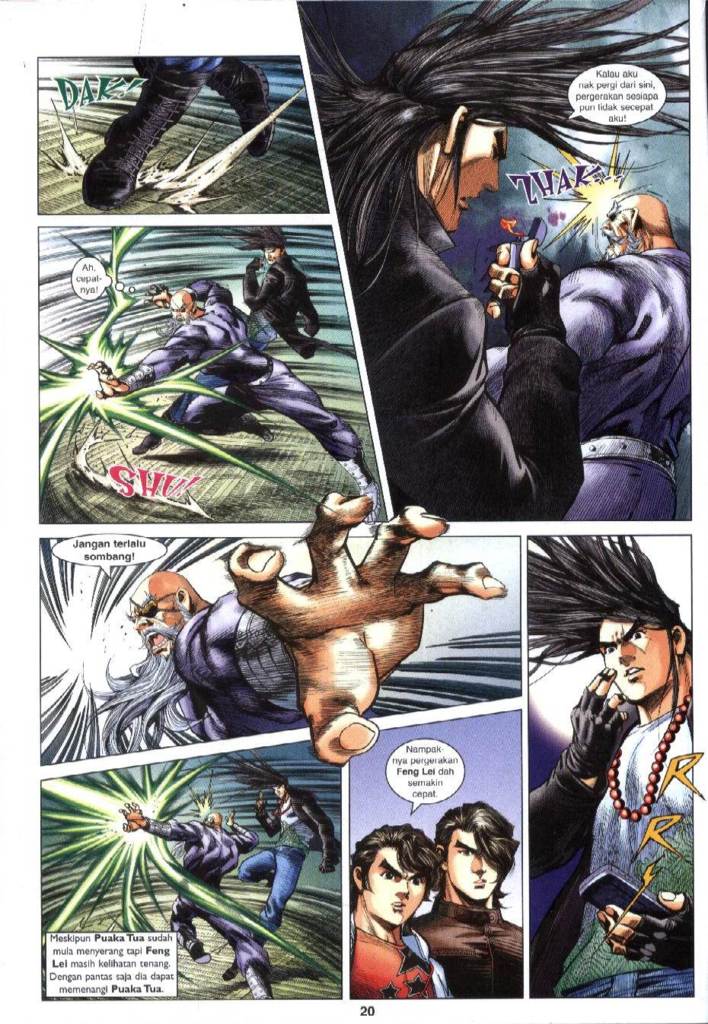 DAK!
Kalau aku
nak pergi dari sini,
pergerakan sesiapa
pun tidak secepat
aku!
ZHAK...!!
Ah,
cepat-
nya!
SHU!!
Jangan terlalu
sombang!
RRR
Meskipun Puaka Tua sudah
mula menyerang tapi Feng
Lei masih kelihatan tenang.
Dengan pantas saja dia dapat
memenangi Puaka Tua.
Nampak-
nya pergerakan
Feng Lei dah
semakin
cepat.
20